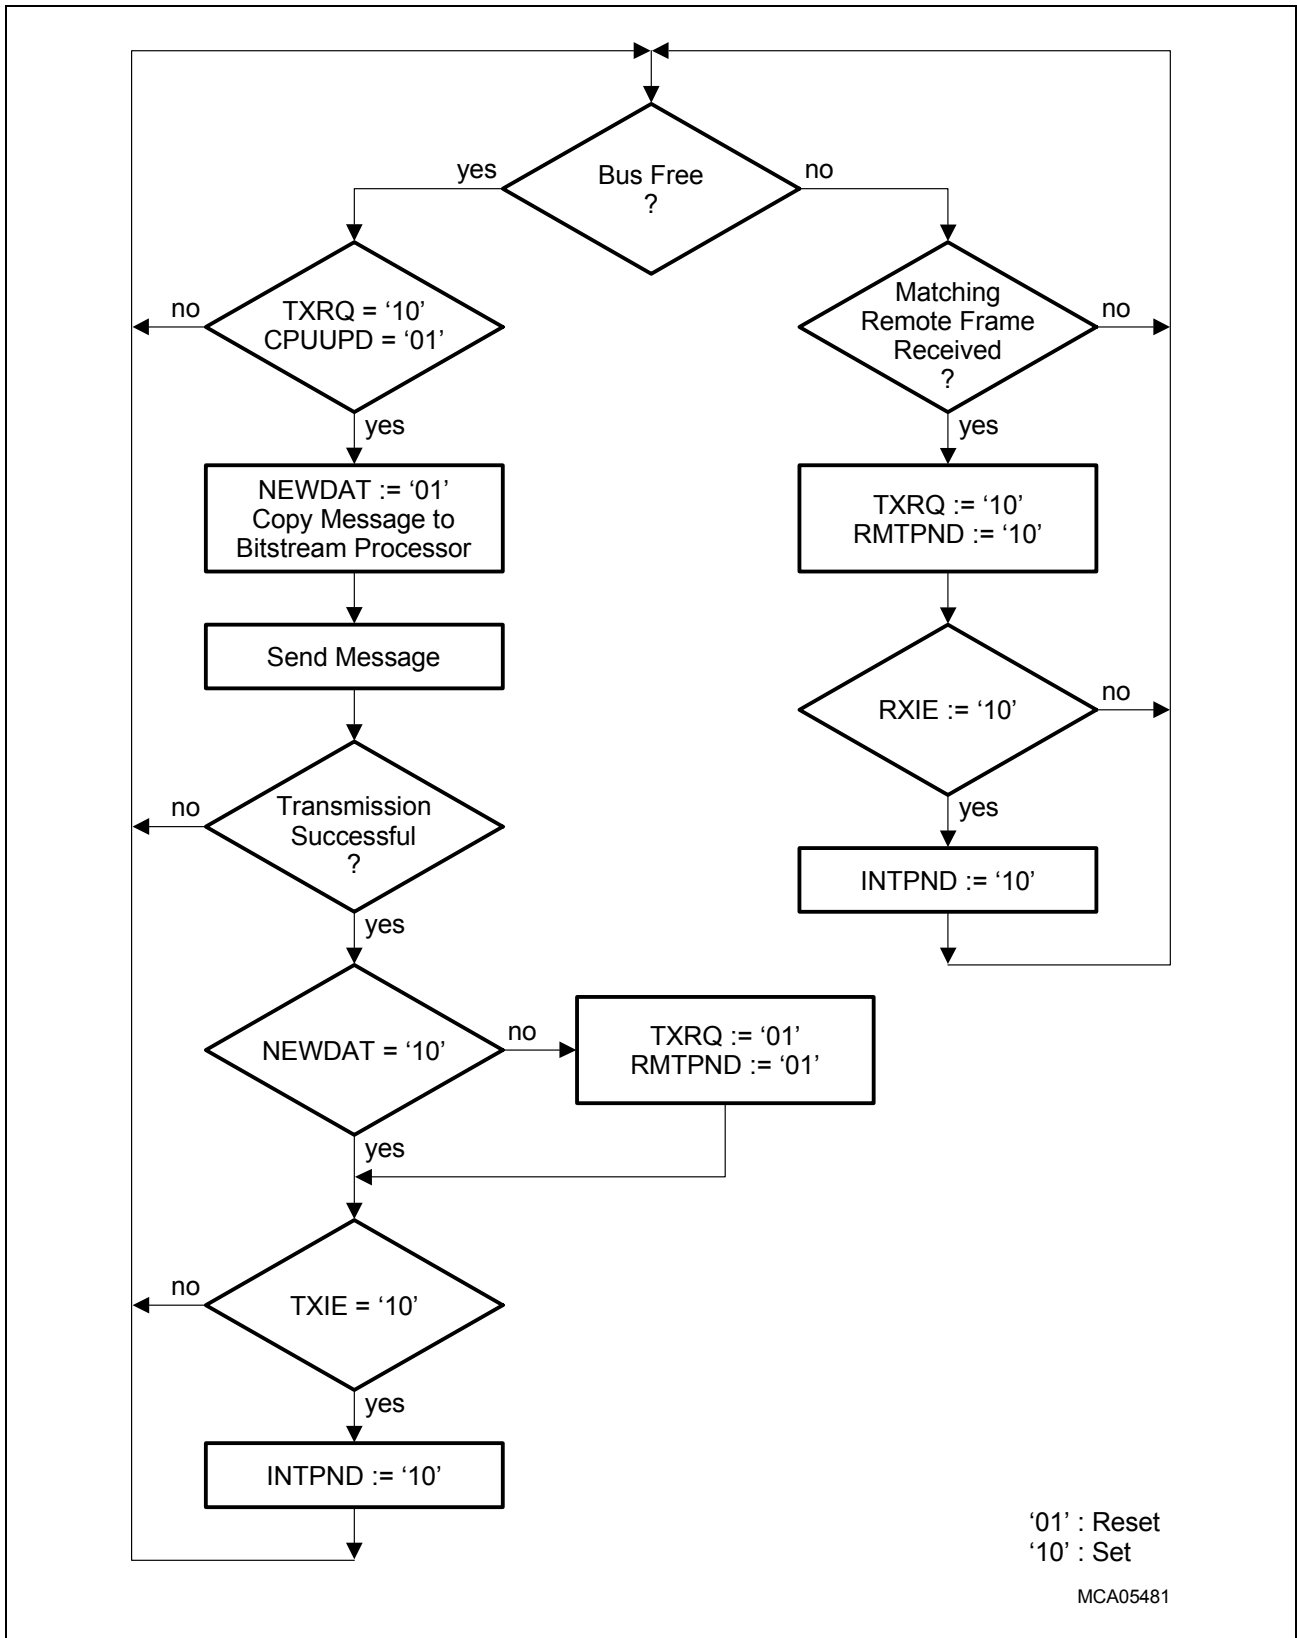 Bus Free
?
yes
no
TXRQ = ‘10’
CPUUPD = ‘01’
no
yes
Matching
Remote Frame
Received
?
no
yes
NEWDAT := ‘01’
Copy Message to
Bitstream Processor
TXRQ := ‘10’
RMTPND := ‘10’
Send Message
RXIE := ‘10’
no
yes
Transmission
Successful
?
no
yes
INTPND := ‘10’
NEWDAT = ‘10’
no
yes
TXRQ := ‘01’
RMTPND := ‘01’
TXIE = ‘10’
no
yes
INTPND := ‘10’
‘01’ : Reset
‘10’ : Set
MCA05481